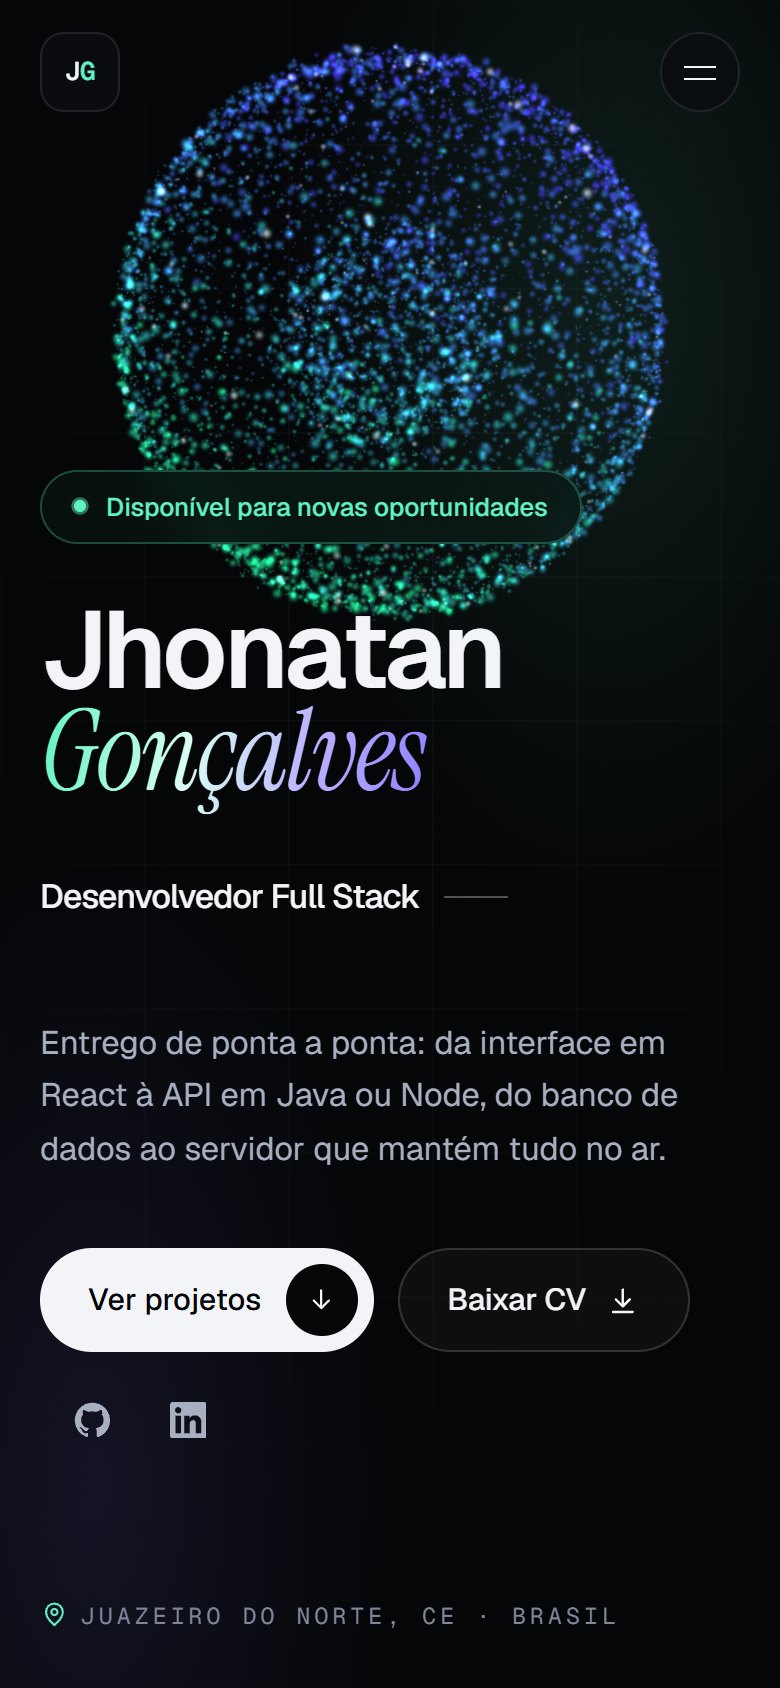 JG
Disponível para novas oportunidades
Jhonatan
Gonçalves
Desenvolvedor Full Stack
Entrego de ponta a ponta: da interface em
React à API em Java ou Node, do banco de
dados ao servidor que mantém tudo no ar.
Ver projetos
Baixar CV
in
JUAZEIRO DO NORTE, CE · BRASIL